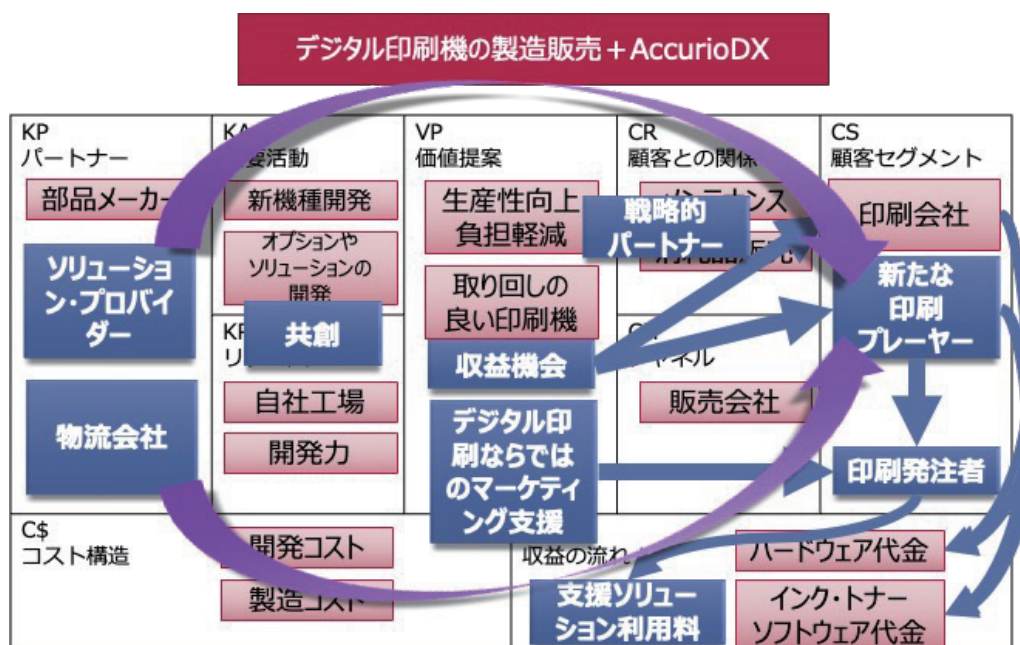 デジタル印刷機の製造販売＋AccurioDX
KP
パートナー
部品メーカー
ソリューショ
ン・プロバイ
ダー
物流会社
KA
要活動
新機種開発
オプションや
ソリューションの
開発
共創
自社工場
開発力
VP
価値提案
生産性向上
負担軽減
取り回しの
良い印刷機
収益機会
デジタル印
刷ならでは
のマーケティ
ング支援
CR
顧客との関係
メンテナンス
戦略的
パートナー
販売会社
CS
顧客セグメント
印刷会社
新たな
印刷
プレーヤー
印刷発注者
C$
コスト構造
開発コスト
製造コスト
収益の流れ
支援ソリュー
ション利用料
ハードウェア代金
インク・トナー
ソフトウェア代金